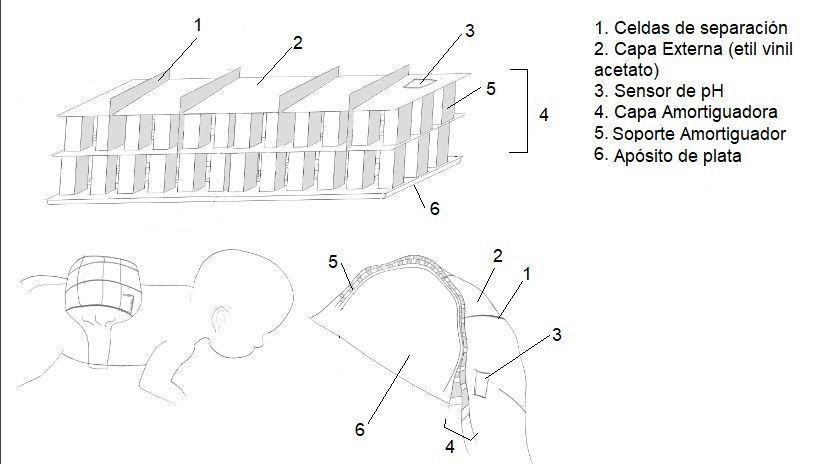 1
2
3
5
4
6
1. Celdas de separación
2. Capa Externa (etil vinil
acetato)
3. Sensor de pH
4. Capa Amortiguadora
5. Soporte Amortiguador
6. Apósito de plata
5
2
1
3
6
4